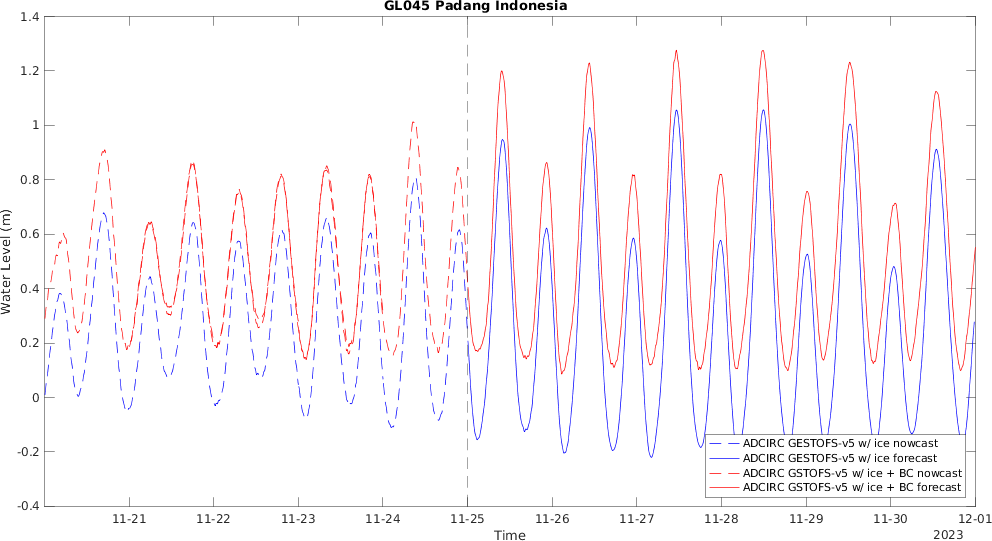 GL045 Padang Indonesia
Water Level (m)
1.4
1.2
1
0.8
0.6
0.4
0.2
0
-0.2
-0.4
ADCIRC GESTOFS-v5 w/ ice nowcast
ADCIRC GESTOFS-v5 w/ ice forecast
ADCIRC GSTOFS-v5 w/ ice + BC nowcast
ADCIRC GSTOFS-v5 w/ ice + BC forecast
11-21 11-22 11-23 11-24 11-25 11-26 11-27 11-28 11-29 11-30 12-01
Time
2023